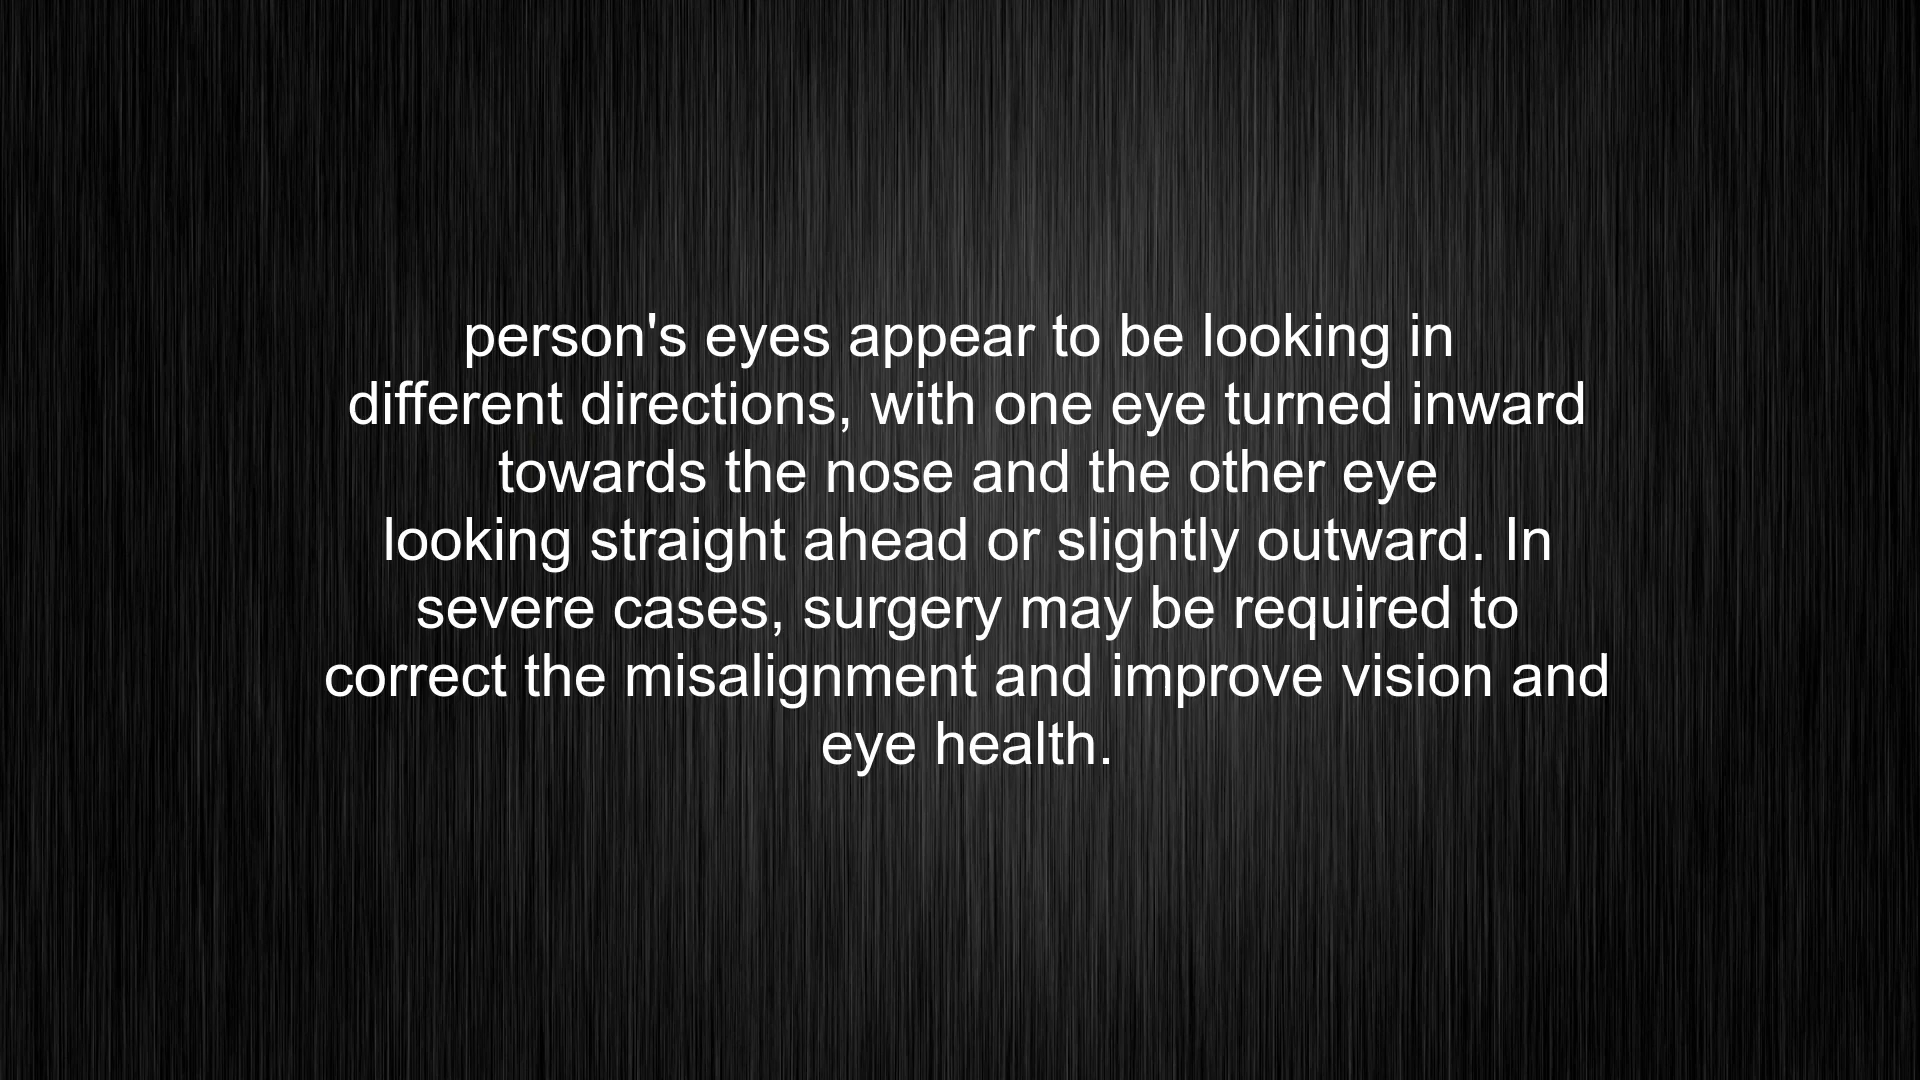 person's eyes appear to be looking in
different directions, with one eye turned inward
towards the nose and the other eye
looking straight ahead or slightly outward. In
severe cases, surgery may be required to
correct the misalignment and improve vision and
eye health.